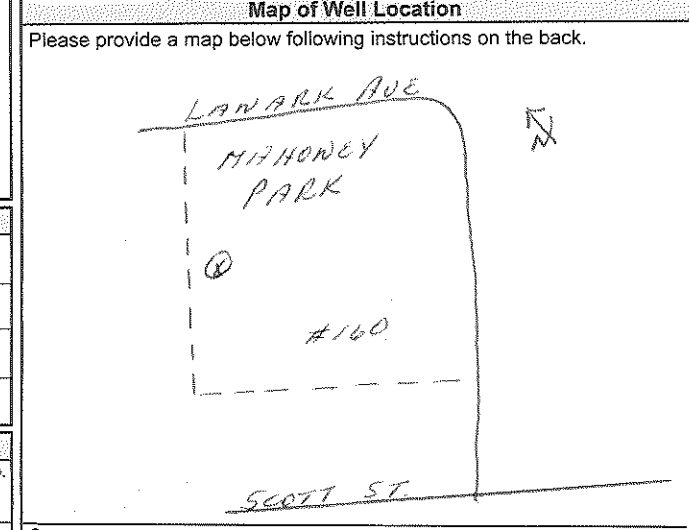 Map of Well Location
Please provide a map below following instructions on the back.
LANARK AVE
N
MAHONEY
PARK
#160
SCOTT ST.